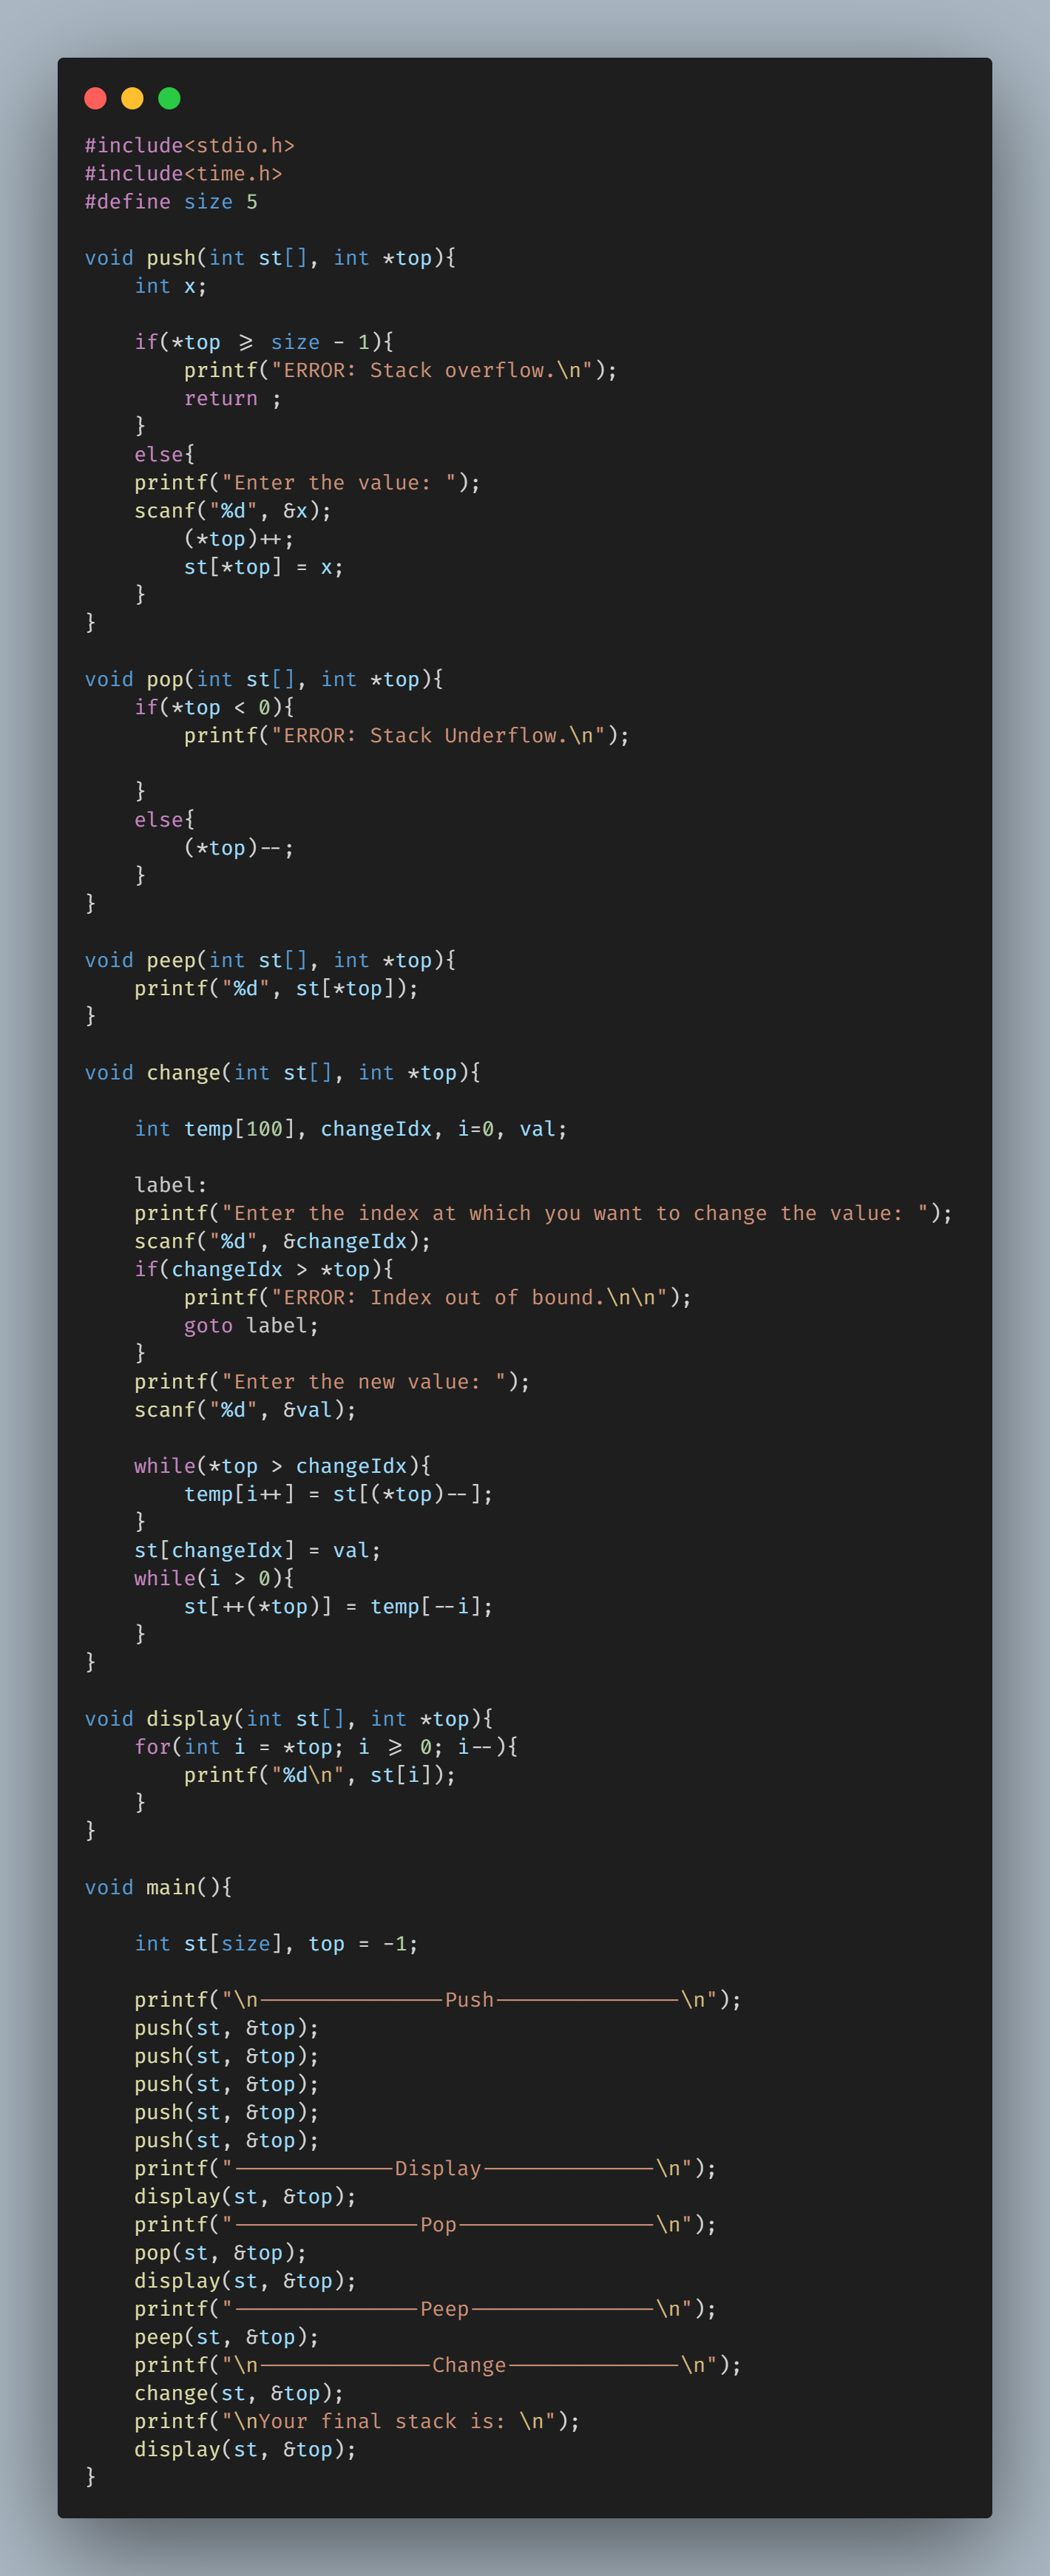 #include<stdio.h>
#include<time.h>
#define size 5

void push(int st[], int *top){
    int x;

    if(*top >= size - 1){
        printf("ERROR: Stack overflow.\n");
        return ;
    }
    else{
    printf("Enter the value: ");
    scanf("%d", &x);
        (*top)++;
        st[*top] = x;
    }
}

void pop(int st[], int *top){
    if(*top < 0){
        printf("ERROR: Stack Underflow.\n");

    }
    else{
        (*top)--;
    }
}

void peep(int st[], int *top){
    printf("%d", st[*top]);
}

void change(int st[], int *top){

    int temp[100], changeIdx, i=0, val;

    label:
    printf("Enter the index at which you want to change the value: ");
    scanf("%d", &changeIdx);
    if(changeIdx > *top){
        printf("ERROR: Index out of bound.\n\n");
        goto label;
    }
    printf("Enter the new value: ");
    scanf("%d", &val);

    while(*top > changeIdx){
        temp[i++] = st[(*top)--];
    }
    st[changeIdx] = val;
    while(i > 0){
        st[++(*top)] = temp[--i];
    }
}

void display(int st[], int *top){
    for(int i = *top; i >= 0; i--){
        printf("%d\n", st[i]);
    }
}

void main(){

    int st[size], top = -1;

    printf("\n---------------Push---------------\n");
    push(st, &top);
    push(st, &top);
    push(st, &top);
    push(st, &top);
    push(st, &top);
    printf("-------------Display--------------\n");
    display(st, &top);
    printf("---------------Pop----------------\n");
    pop(st, &top);
    display(st, &top);
    printf("---------------Peep---------------\n");
    peep(st, &top);
    printf("\n--------------Change--------------\n");
    change(st, &top);
    printf("\nYour final stack is: \n");
    display(st, &top);
}